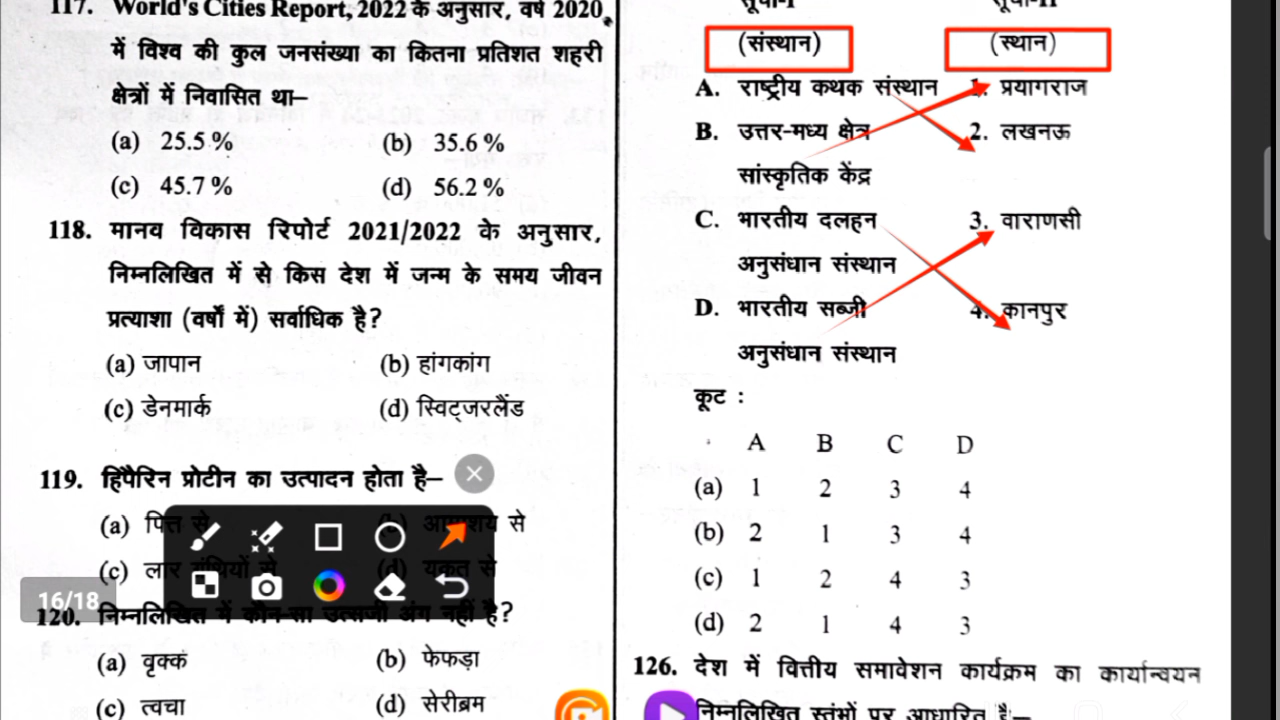 117. World's Cities Report, 2022 के अनुसार, वर्ष 2020
में विश्व की कुल जनसंख्या का कितना प्रतिशत शहरी
क्षेत्रों में निवासित था–
(a) 25.5 % (b) 35.6 %
(c) 45.7 % (d) 56.2 %
118. मानव विकास रिपोर्ट 2021/2022 के अनुसार,
निम्नलिखित में से किस देश में जन्म के समय जीवन
प्रत्याशा (वर्षों में) सर्वाधिक है?
(a) जापान (b) हांगकांग
(c) डेनमार्क (d) स्विट्जरलैंड
119. हिपैरिन प्रोटीन का उत्पादन होता है–
(a) पित्त से (b) आमाशय से
(c) लार ग्रंथियों से (d) यकृत से
16/18
120. निम्नलिखित में कौन-सा उत्सर्जी अंग नहीं है?
(a) वृक्क (b) फेफड़ा
(c) त्वचा (d) सेरीब्रम
सूची-I सूची-II
(संस्थान) (स्थान)
A. राष्ट्रीय कथक संस्थान 1. प्रयागराज
B. उत्तर-मध्य क्षेत्र 2. लखनऊ
सांस्कृतिक केंद्र
C. भारतीय दलहन 3. वाराणसी
अनुसंधान संस्थान
D. भारतीय सब्जी 4. कानपुर
अनुसंधान संस्थान
कूट :
A B C D
(a) 1 2 3 4
(b) 2 1 3 4
(c) 1 2 4 3
(d) 2 1 4 3
126. देश में वित्तीय समावेशन कार्यक्रम का कार्यान्वयन
निम्नलिखित स्तंभों पर आधारित है–